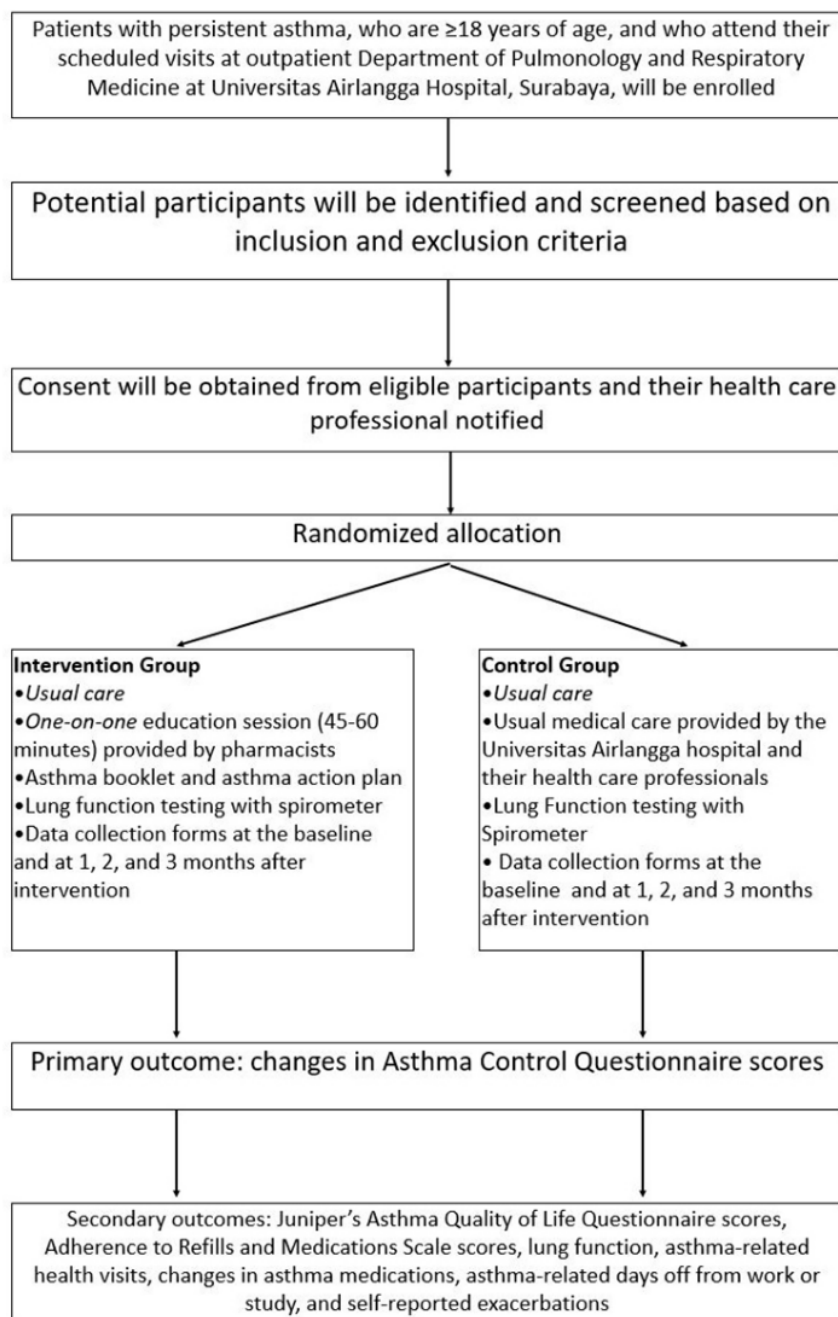 Patients with persistent asthma, who are ≥18 years of age, and who attend their
scheduled visits at outpatient Department of Pulmonology and Respiratory
Medicine at Universitas Airlangga Hospital, Surabaya, will be enrolled
Potential participants will be identified and screened based on
inclusion and exclusion criteria
Consent will be obtained from eligible participants and their health care
professional notified
Randomized allocation
Intervention Group
•Usual care
•One-on-one education session (45-60
minutes) provided by pharmacists
•Asthma booklet and asthma action plan
•Lung function testing with spirometer
•Data collection forms at the baseline
and at 1, 2, and 3 months after
intervention
Control Group
•Usual care
•Usual medical care provided by the
Universitas Airlangga hospital and
their health care professionals
•Lung Function testing with
Spirometer
• Data collection forms at the
baseline and at 1, 2, and 3 months
after intervention
Primary outcome: changes in Asthma Control Questionnaire scores
Secondary outcomes: Juniper's Asthma Quality of Life Questionnaire scores,
Adherence to Refills and Medications Scale scores, lung function, asthma-related
health visits, changes in asthma medications, asthma-related days off from work or
study, and self-reported exacerbations